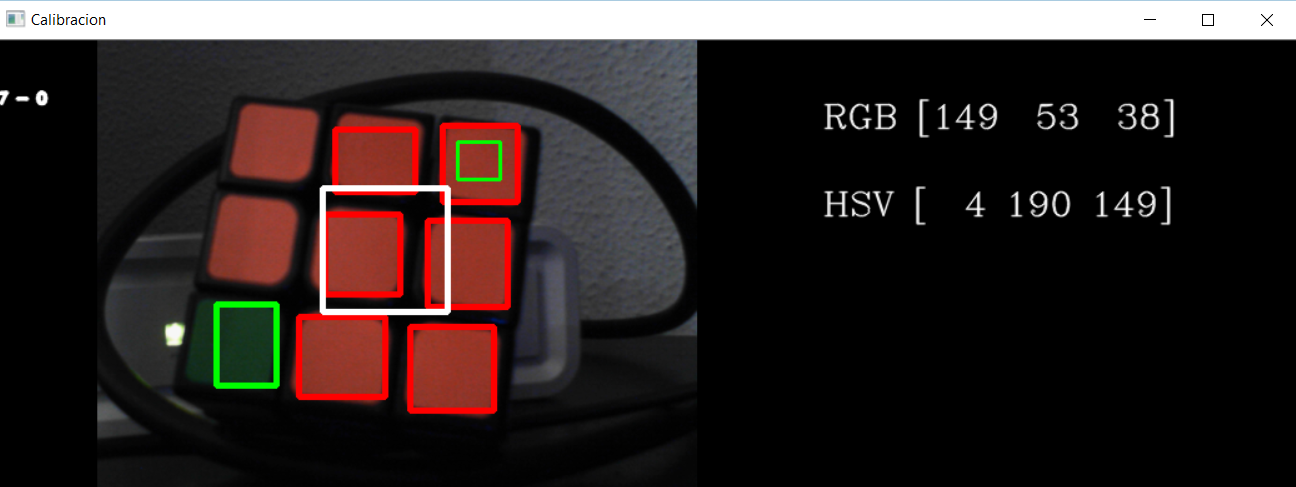 Calibracion
7 - 0
RGB [149 53 38]
HSV [ 4 190 149]